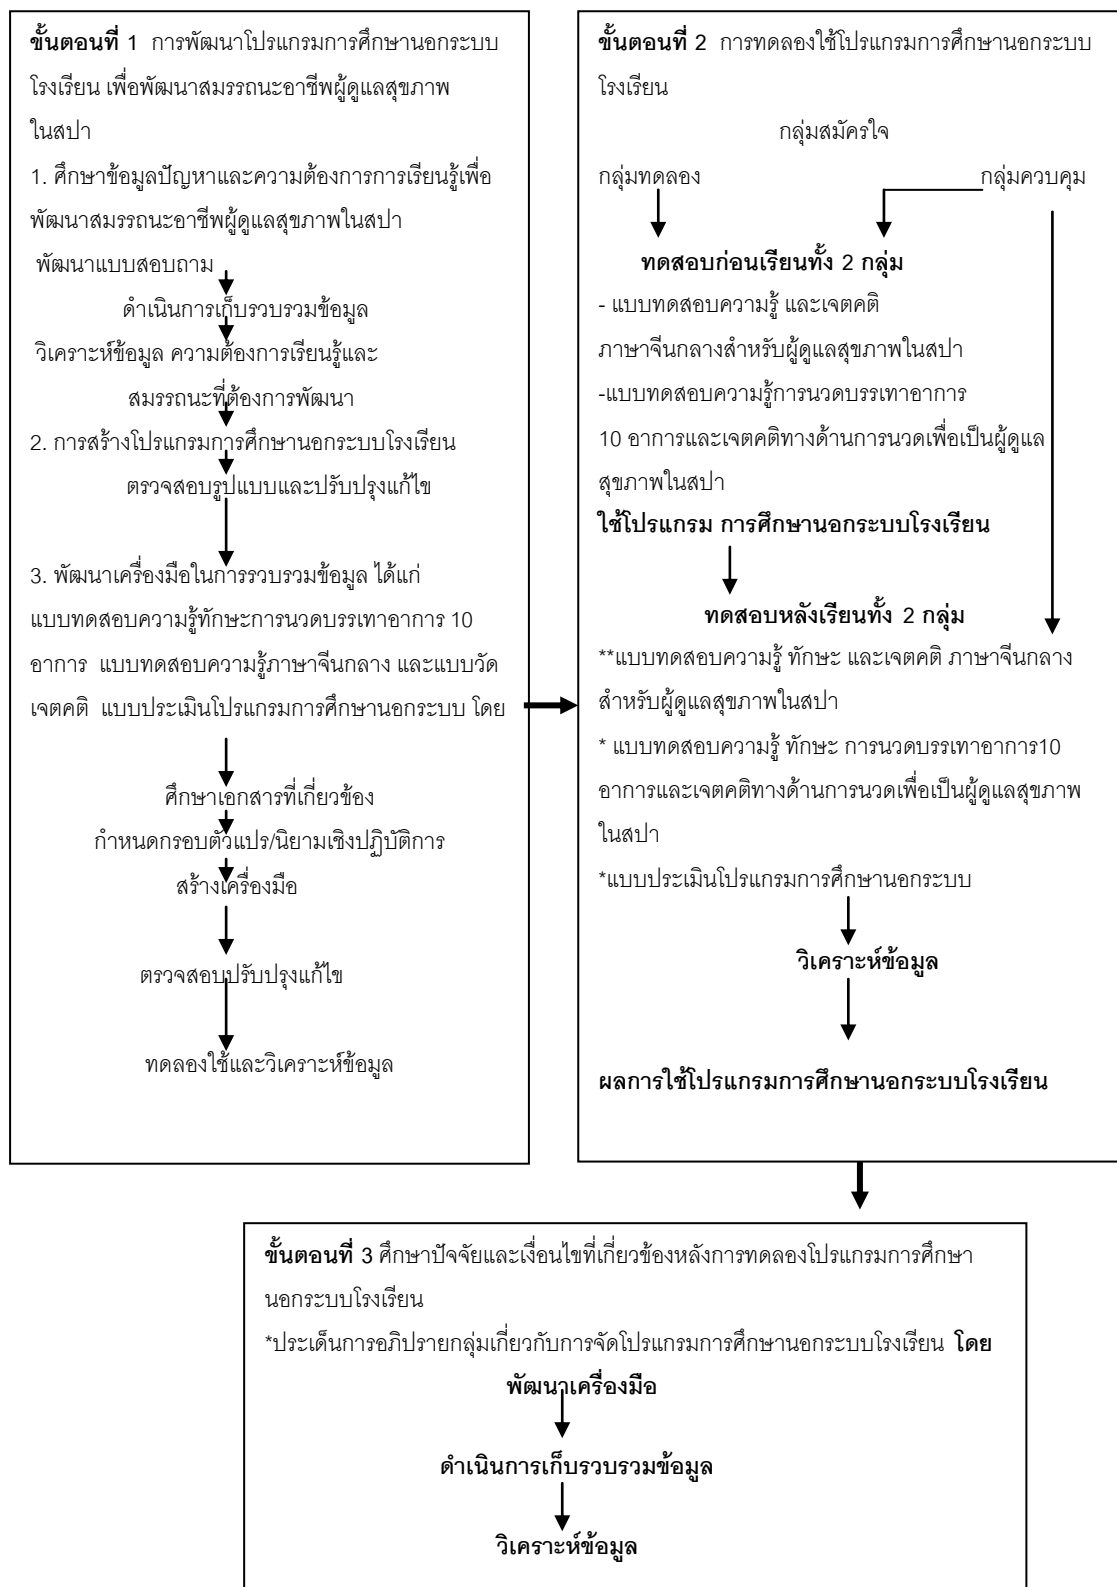 ขั้นตอนที่ 1 การพัฒนาโปรแกรมการศึกษานอกระบบ
โรงเรียน เพื่อพัฒนาสมรรถนะอาชีพผู้ดูแลสุขภาพ
ในสปา
1. ศึกษาข้อมูลปัญหาและความต้องการการเรียนรู้เพื่อ
พัฒนาสมรรถนะอาชีพผู้ดูแลสุขภาพในสปา
พัฒนาแบบสอบถาม
ดำเนินการเก็บรวบรวมข้อมูล
วิเคราะห์ข้อมูล ความต้องการเรียนรู้และ
สมรรถนะที่ต้องการพัฒนา
2. การสร้างโปรแกรมการศึกษานอกระบบโรงเรียน
ตรวจสอบรูปแบบและปรับปรุงแก้ไข
3. พัฒนาเครื่องมือในการรวบรวมข้อมูล ได้แก่
แบบทดสอบความรู้ทักษะการนวดบรรเทาอาการ 10
อาการ แบบทดสอบความรู้ภาษาจีนกลาง และแบบวัด
เจตคติ แบบประเมินโปรแกรมการศึกษานอกระบบ โดย
ศึกษาเอกสารที่เกี่ยวข้อง
กำหนดกรอบตัวแปร/นิยามเชิงปฏิบัติการ
สร้างเครื่องมือ
ตรวจสอบปรับปรุงแก้ไข
ทดลองใช้และวิเคราะห์ข้อมูล
ขั้นตอนที่ 2 การทดลองใช้โปรแกรมการศึกษานอกระบบ
โรงเรียน
กลุ่มสมัครใจ
กลุ่มทดลอง กลุ่มควบคุม
ทดสอบก่อนเรียนทั้ง 2 กลุ่ม
- แบบทดสอบความรู้ และเจตคติ
ภาษาจีนกลางสำหรับผู้ดูแลสุขภาพในสปา
-แบบทดสอบความรู้การนวดบรรเทาอาการ
10 อาการและเจตคติทางด้านการนวดเพื่อเป็นผู้ดูแล
สุขภาพในสปา
ใช้โปรแกรม การศึกษานอกระบบโรงเรียน
ทดสอบหลังเรียนทั้ง 2 กลุ่ม
**แบบทดสอบความรู้ ทักษะ และเจตคติ ภาษาจีนกลาง
สำหรับผู้ดูแลสุขภาพในสปา
* แบบทดสอบความรู้ ทักษะ การนวดบรรเทาอาการ10
อาการและเจตคติทางด้านการนวดเพื่อเป็นผู้ดูแลสุขภาพ
ในสปา
*แบบประเมินโปรแกรมการศึกษานอกระบบ
วิเคราะห์ข้อมูล
ผลการใช้โปรแกรมการศึกษานอกระบบโรงเรียน
ขั้นตอนที่ 3 ศึกษาปัจจัยและเงื่อนไขที่เกี่ยวข้องหลังการทดลองโปรแกรมการศึกษา
นอกระบบโรงเรียน
*ประเด็นการอภิปรายกลุ่มเกี่ยวกับการจัดโปรแกรมการศึกษานอกระบบโรงเรียน โดย
พัฒนาเครื่องมือ
ดำเนินการเก็บรวบรวมข้อมูล
วิเคราะห์ข้อมูล